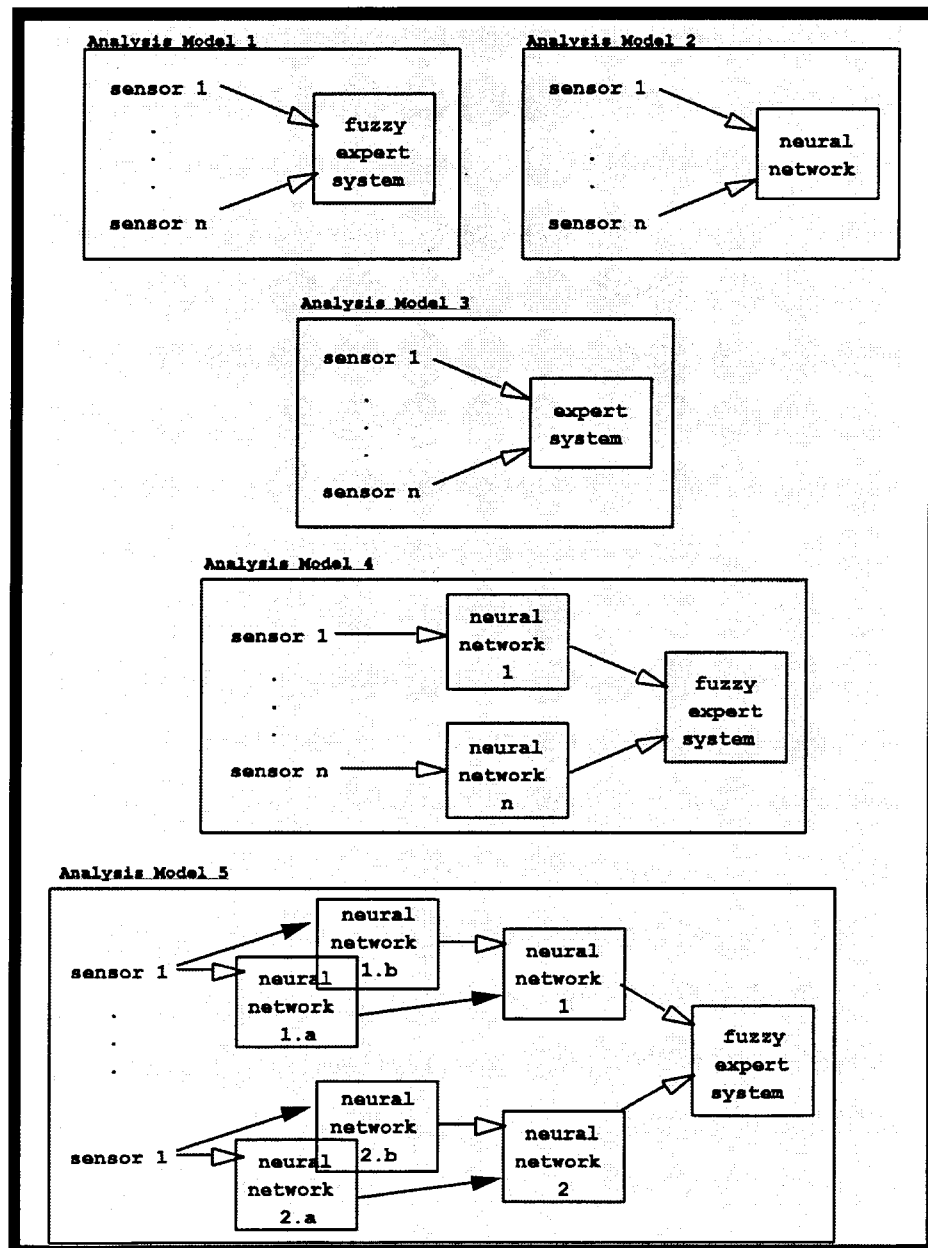 Analysis Model 1
sensor 1
.
.
.
sensor n
fuzzy
expert
system
Analysis Model 2
sensor 1
.
.
.
sensor n
neural
network
Analysis Model 3
sensor 1
.
.
.
sensor n
expert
system
Analysis Model 4
sensor 1
.
.
.
sensor n
neural
network
1
neural
network
n
fuzzy
expert
system
Analysis Model 5
sensor 1
.
.
.
sensor 1
neural
network
1.b
neural
network
1.a
neural
network
1
neural
network
2.b
neural
network
2.a
neural
network
2
fuzzy
expert
system